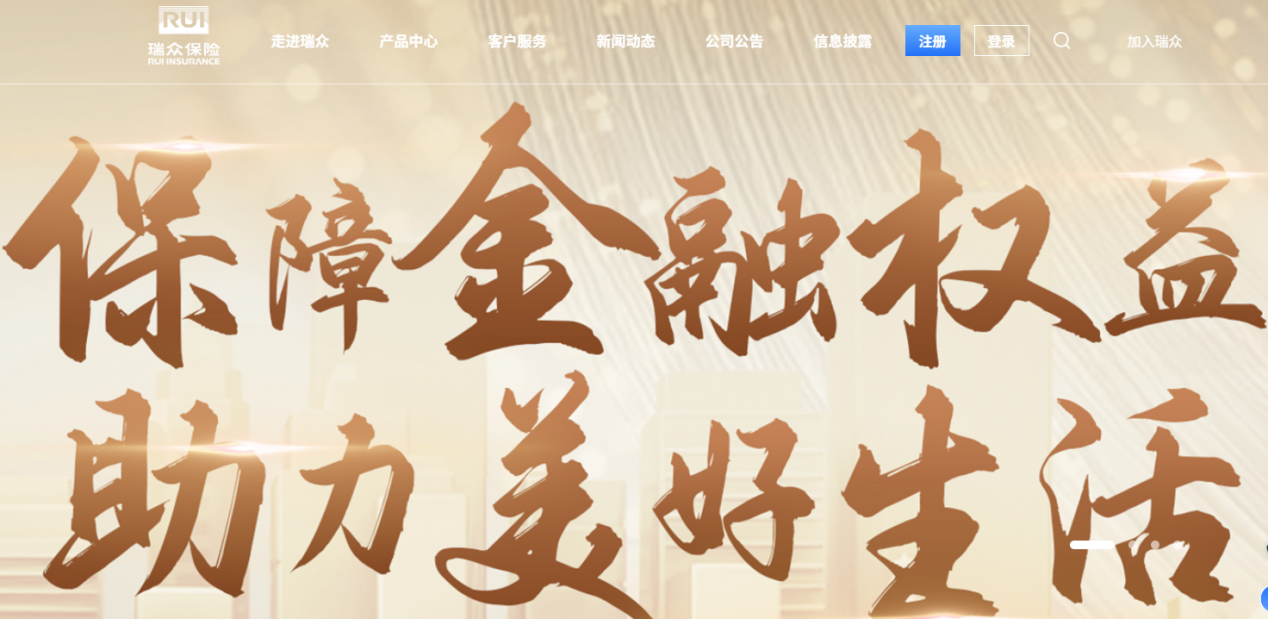 RUI
瑞众保险
RUI INSURANCE
走进瑞众 产品中心 客户服务 新闻动态 公司公告 信息披露 注册 登录 加入瑞众
保障金融权益
助力美好生活